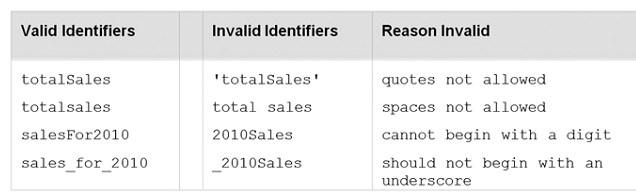 Valid Identifiers Invalid Identifiers Reason Invalid
totalSales 'totalSales' quotes not allowed
totalsales total sales spaces not allowed
salesFor2010 2010Sales cannot begin with a digit
sales_for_2010 _2010Sales should not begin with an
underscore